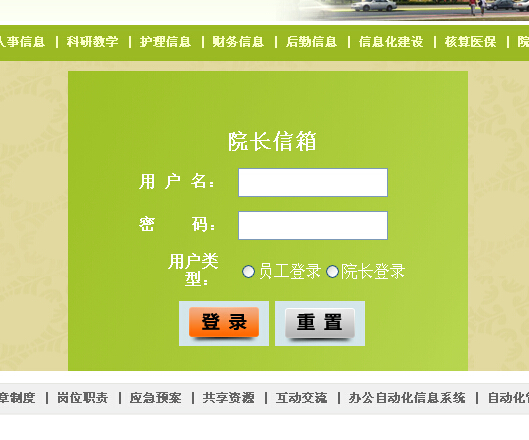 人事信息 | 科研教学 | 护理信息 | 财务信息 | 后勤信息 | 信息化建设 | 核算医保 | 院
院长信箱
用 户 名：
密 码：
用户类型：
员工登录 院长登录
登 录 重 置
章制度 | 岗位职责 | 应急预案 | 共享资源 | 互动交流 | 办公自动化信息系统 | 自动化